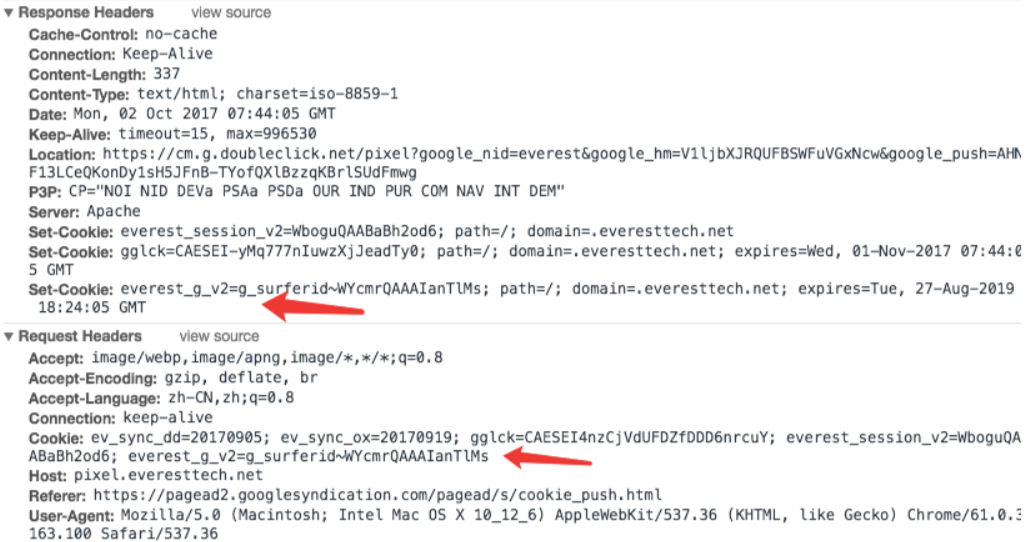 ▼ Response Headers view source
Cache-Control: no-cache
Connection: Keep-Alive
Content-Length: 337
Content-Type: text/html; charset=iso-8859-1
Date: Mon, 02 Oct 2017 07:44:05 GMT
Keep-Alive: timeout=15, max=996530
Location: https://cm.g.doubleclick.net/pixel?google_nid=everest&google_hm=V1ljbXJRQUFBSWFuVGxNcw&google_push=AHN
F13LCeQKonDy1sH5JFnB-TYofQXlBzzqKBrlSUdFmwg
P3P: CP="NOI NID DEVa PSAa PSDa OUR IND PUR COM NAV INT DEM"
Server: Apache
Set-Cookie: everest_session_v2=WboguQAABaBh2od6; path=/; domain=.everesttech.net
Set-Cookie: gglck=CAESEI-yMq777nIuwzXjJeadTy0; path=/; domain=.everesttech.net; expires=Wed, 01-Nov-2017 07:44:0
5 GMT
Set-Cookie: everest_g_v2=g_surferid~WYcmrQAAAIanTlMs; path=/; domain=.everesttech.net; expires=Tue, 27-Aug-2019
18:24:05 GMT
▼ Request Headers view source
Accept: image/webp,image/apng,image/*,*/*;q=0.8
Accept-Encoding: gzip, deflate, br
Accept-Language: zh-CN,zh;q=0.8
Connection: keep-alive
Cookie: ev_sync_dd=20170905; ev_sync_ox=20170919; gglck=CAESEI4nzCjVdUFDZfDDD6nrcuY; everest_session_v2=WboguQA
ABaBh2od6; everest_g_v2=g_surferid~WYcmrQAAAIanTlMs
Host: pixel.everesttech.net
Referer: https://pagead2.googlesyndication.com/pagead/s/cookie_push.html
User-Agent: Mozilla/5.0 (Macintosh; Intel Mac OS X 10_12_6) AppleWebKit/537.36 (KHTML, like Gecko) Chrome/61.0.3
163.100 Safari/537.36